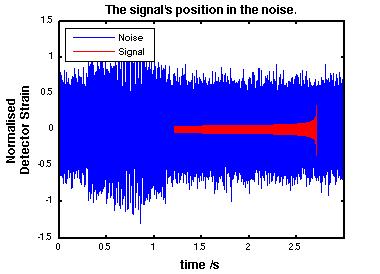 The signal's position in the noise.
1.5
Noise
Signal
1
0.5
0
-0.5
-1
-1.5
Normalised
Detector Strain
0 0.5 1 1.5 2 2.5
time /s